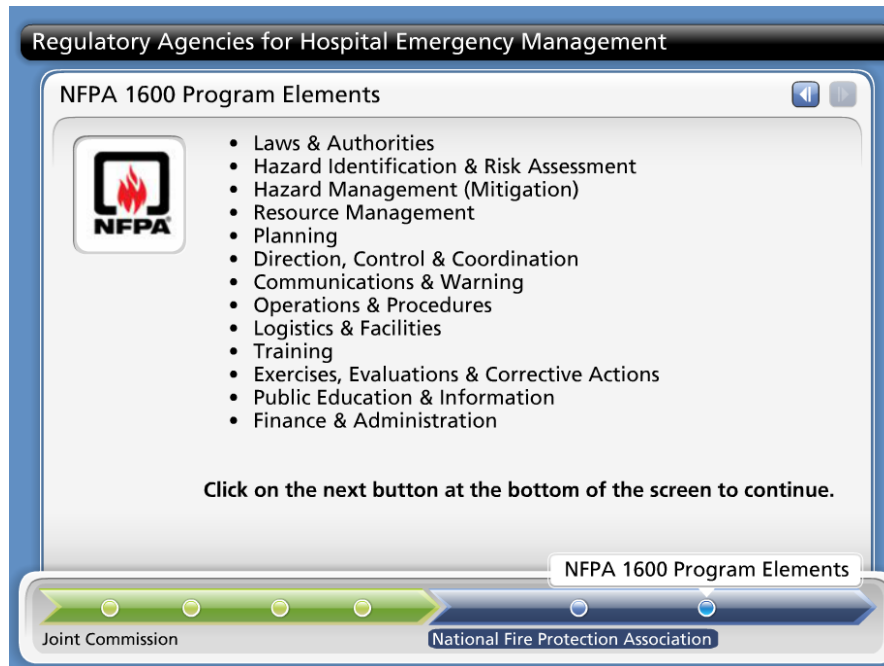 Regulatory Agencies for Hospital Emergency Management
NFPA 1600 Program Elements
NFPA
• Laws & Authorities
• Hazard Identification & Risk Assessment
• Hazard Management (Mitigation)
• Resource Management
• Planning
• Direction, Control & Coordination
• Communications & Warning
• Operations & Procedures
• Logistics & Facilities
• Training
• Exercises, Evaluations & Corrective Actions
• Public Education & Information
• Finance & Administration
Click on the next button at the bottom of the screen to continue.
NFPA 1600 Program Elements
Joint Commission
National Fire Protection Association